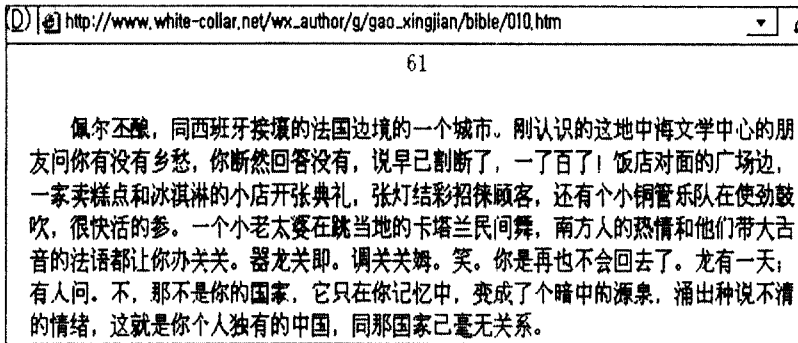 D) http://www.white-collar.net/wx_author/g/gao_xingjian/bible/010.htm
61
佩尔丕酿，同西班牙接壤的法国边境的一个城市。刚认识的这地中海文学中心的朋
友问你有没有乡愁，你断然回答没有，说早已割断了，一了百了！饭店对面的广场边，
一家卖糕点和冰淇淋的小店开张典礼，张灯结彩招徕顾客，还有个小铜管乐队在使劲鼓
吹，很快活的参。一个小老太婆在跳当地的卡塔兰民间舞，南方人的热情和他们带大舌
音的法语都让你办关关。器龙关即。调关关姆。笑。你是再也不会回去了。龙有一天；
有人问。不，那不是你的国家，它只在你记忆中，变成了个暗中的源泉，涌出种说不清
的情绪，这就是你个人独有的中国，同那国家已毫无关系。